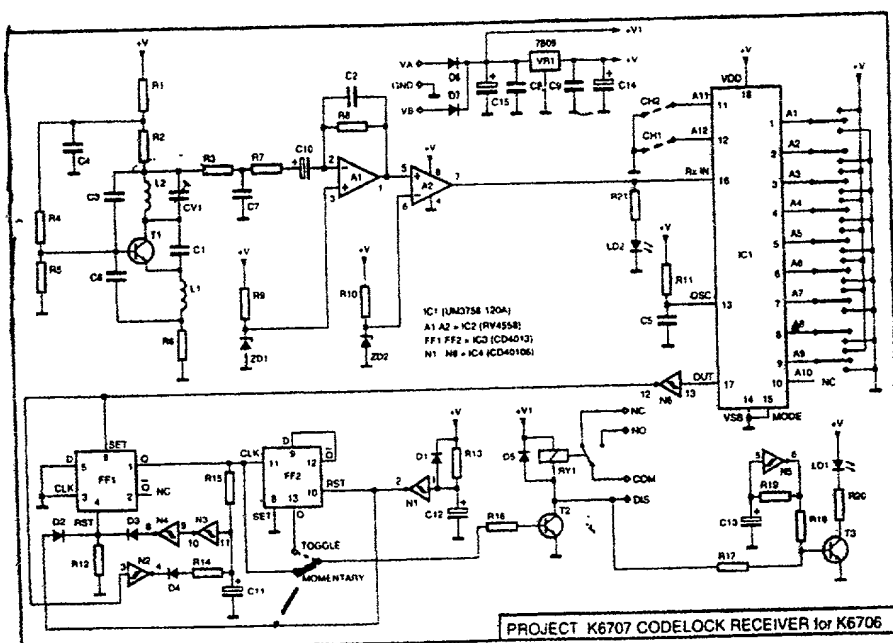 +V
R1
R2
C4
C3
L2
CV1
R3
R7
C7
C10
C2
R8
A1
A2
R4
R5
T1
C1
C6
L1
R6
+V
R9
ZD1
+V
R10
ZD2
VA
GND
VB
D6
D7
7809
VR1
+V1
+V
C15
C8
C9
C14
IC1 (UM3758 120A)
A1 A2 = IC2 (RV4558)
FF1 FF2 = IC3 (CD4013)
N1 N6 = IC4 (CD40106)
+V
VDD
18
CH2
CH1
A11
11
A12
12
Rx IN
16
R21
LD2
+V
R11
OSC
13
C5
IC1
1 A1
2 A2
3 A3
4 A4
5 A5
6 A6
7 A7
8 A8
9 A9
10 A10
NC
+V
OUT
17
14 15
VSS MODE
12 N6 13
SET
6
D
5
CLK
3
FF1
1 Q
2 Q
NC
4
RST
D2
D3
8 N4 9
10 N3 11
R12
3 N2 4
D4
R14
R15
C11
CLK
11
D
9
FF2
12
D1
10
RST
8
SET
13
Q
TOGGLE
MOMENTARY
2 N1 1
+V
D1
R13
C12
R16
+V1
D5
RY1
T2
NC
NO
COM
DIS
R17
5 N5 6
R19
C13
R18
+V
LD1
R20
T3
PROJECT K6707 CODELOCK RECEIVER for K6706